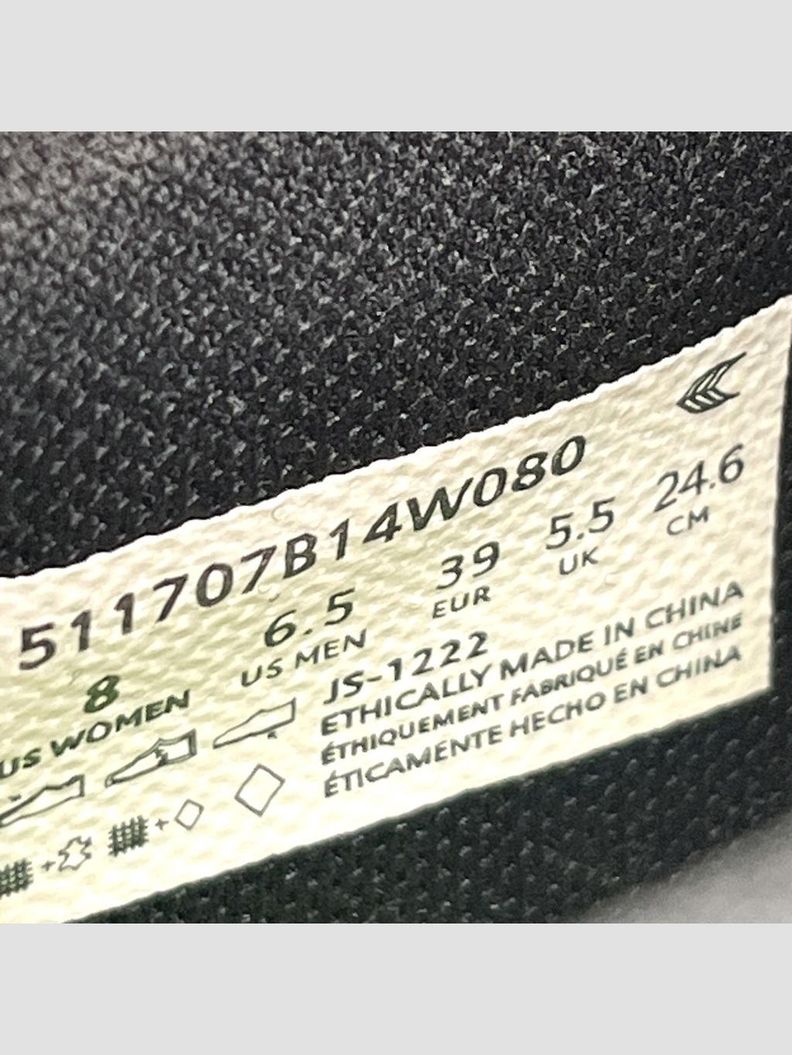 511707B14W080
8 6.5 39 5.5 24.6
US WOMEN US MEN EUR UK CM
JS-1222
ETHICALLY MADE IN CHINA
ÉTHIQUEMENT FABRIQUÉ EN CHINE
ÉTICAMENTE HECHO EN CHINA